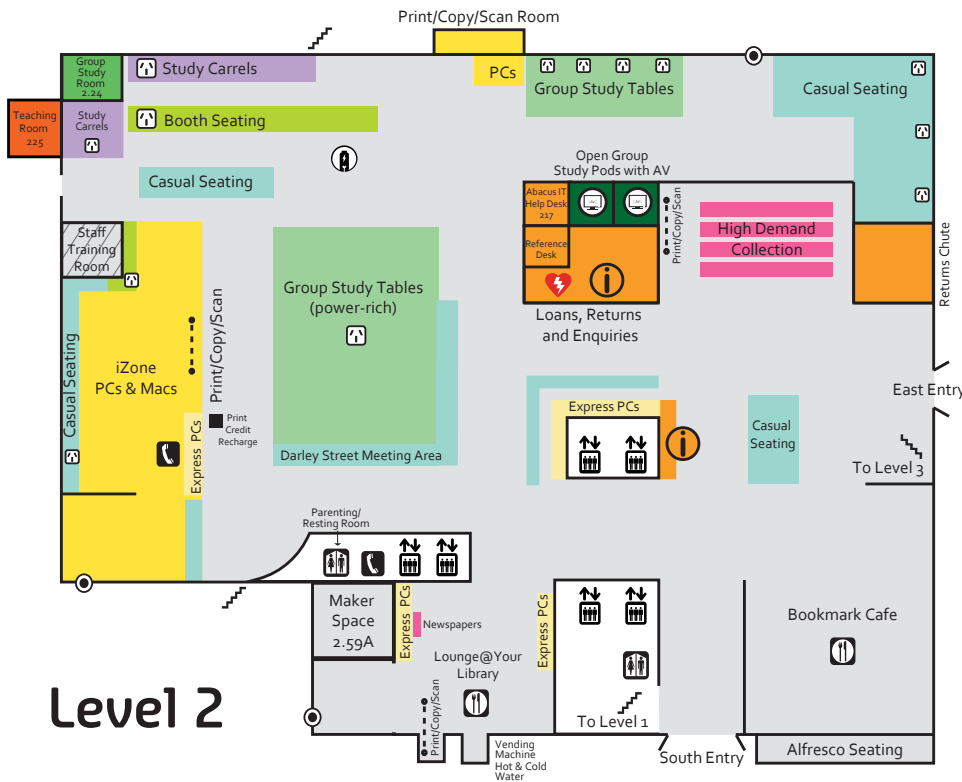 Print/Copy/Scan Room
Group
Study
Room
2.24
Study Carrels
PCs
Group Study Tables
Casual Seating
Teaching
Room
225
Study
Carrels
Booth Seating
Casual Seating
Open Group
Study Pods with AV
Abacus IT
Help Desk
217
Reference
Desk
Print/Copy/Scan
High Demand
Collection
Returns Chute
Staff
Training
Room
Group Study Tables
(power-rich)
Loans, Returns
and Enquiries
Print/Copy/Scan
iZone
PCs & Macs
Casual Seating
Print
Credit
Recharge
Express PCs
Darley Street Meeting Area
Express PCs
Casual
Seating
East Entry
To Level 3
Parenting/
Resting Room
Maker
Space
2.59A
Express PCs
Newspapers
Express PCs
Lounge@Your
Library
Bookmark Cafe
Level 2
Print/Copy/Scan
To Level 1
Vending
Machine
Hot & Cold
Water
South Entry
Alfresco Seating